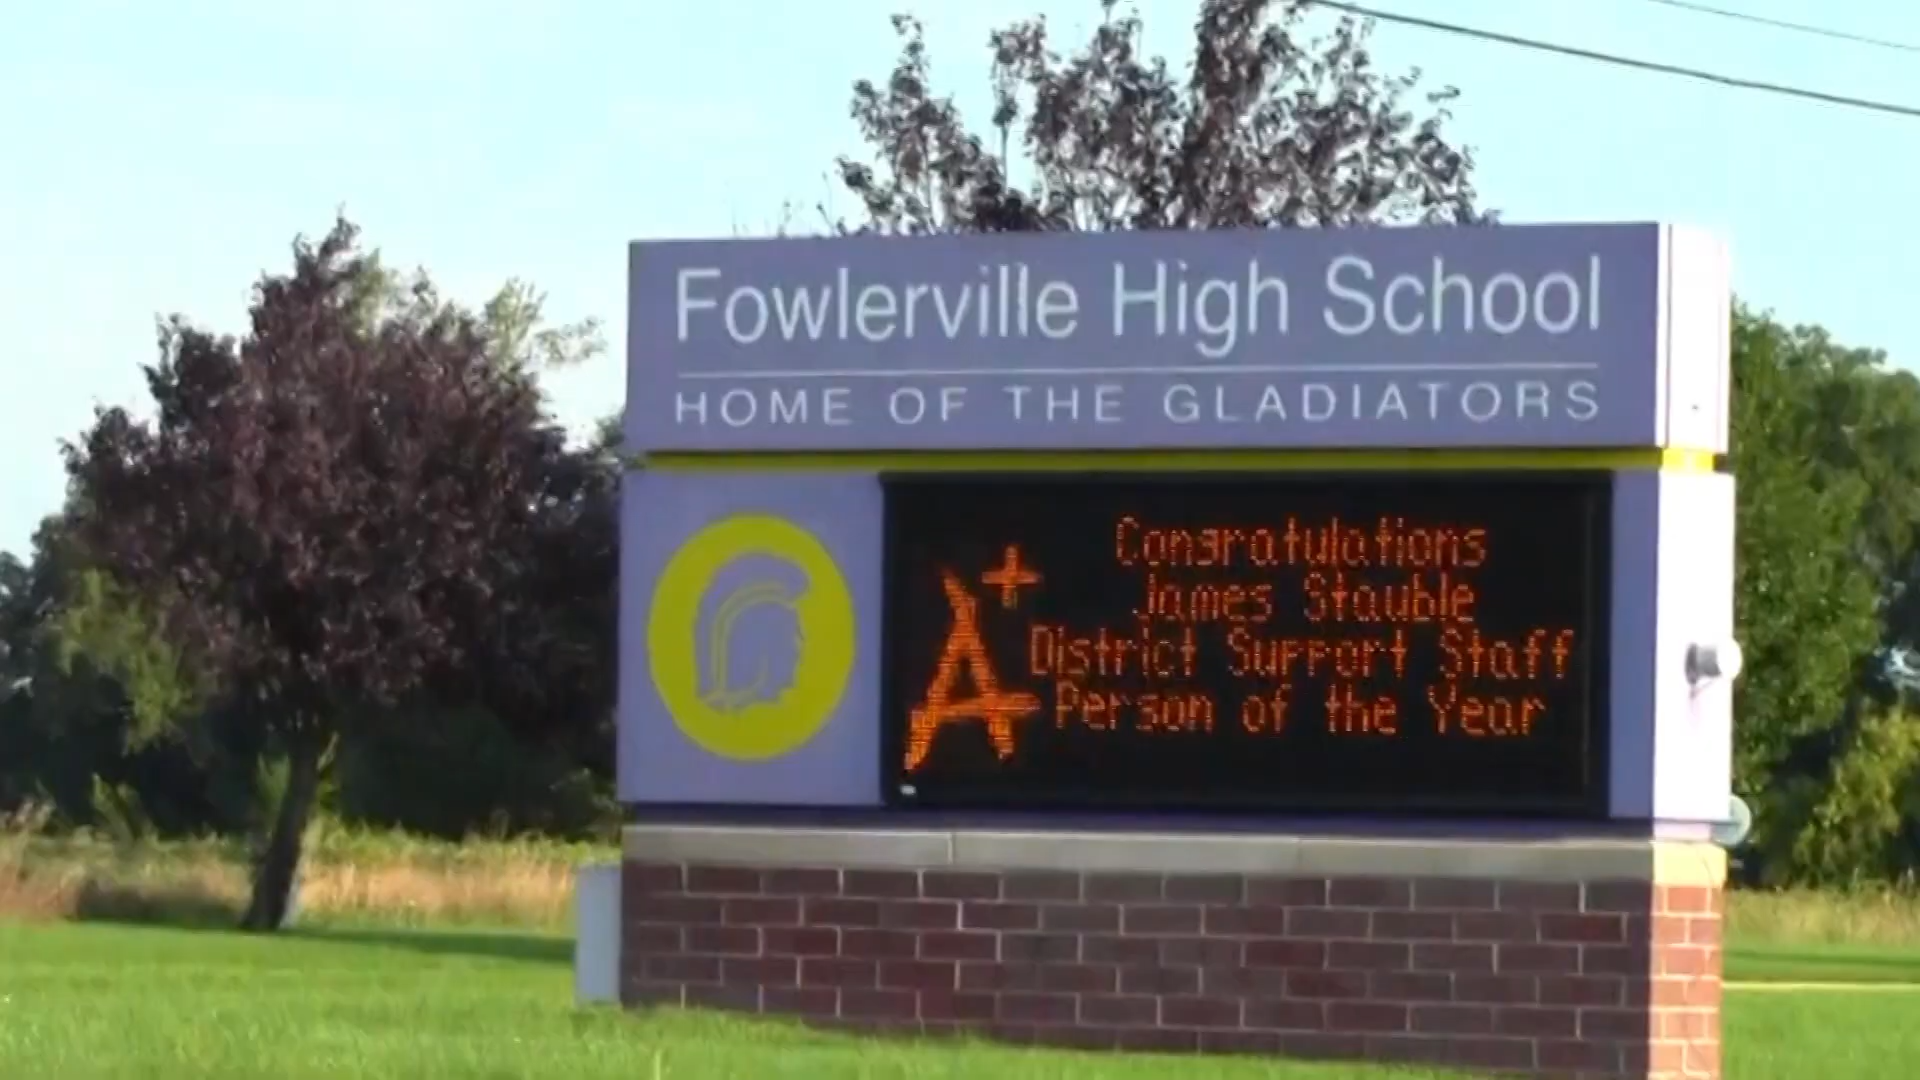 Fowlerville High School
HOME OF THE GLADIATORS
A+
Congratulations
James Stauble
District Support Staff
Person of the Year